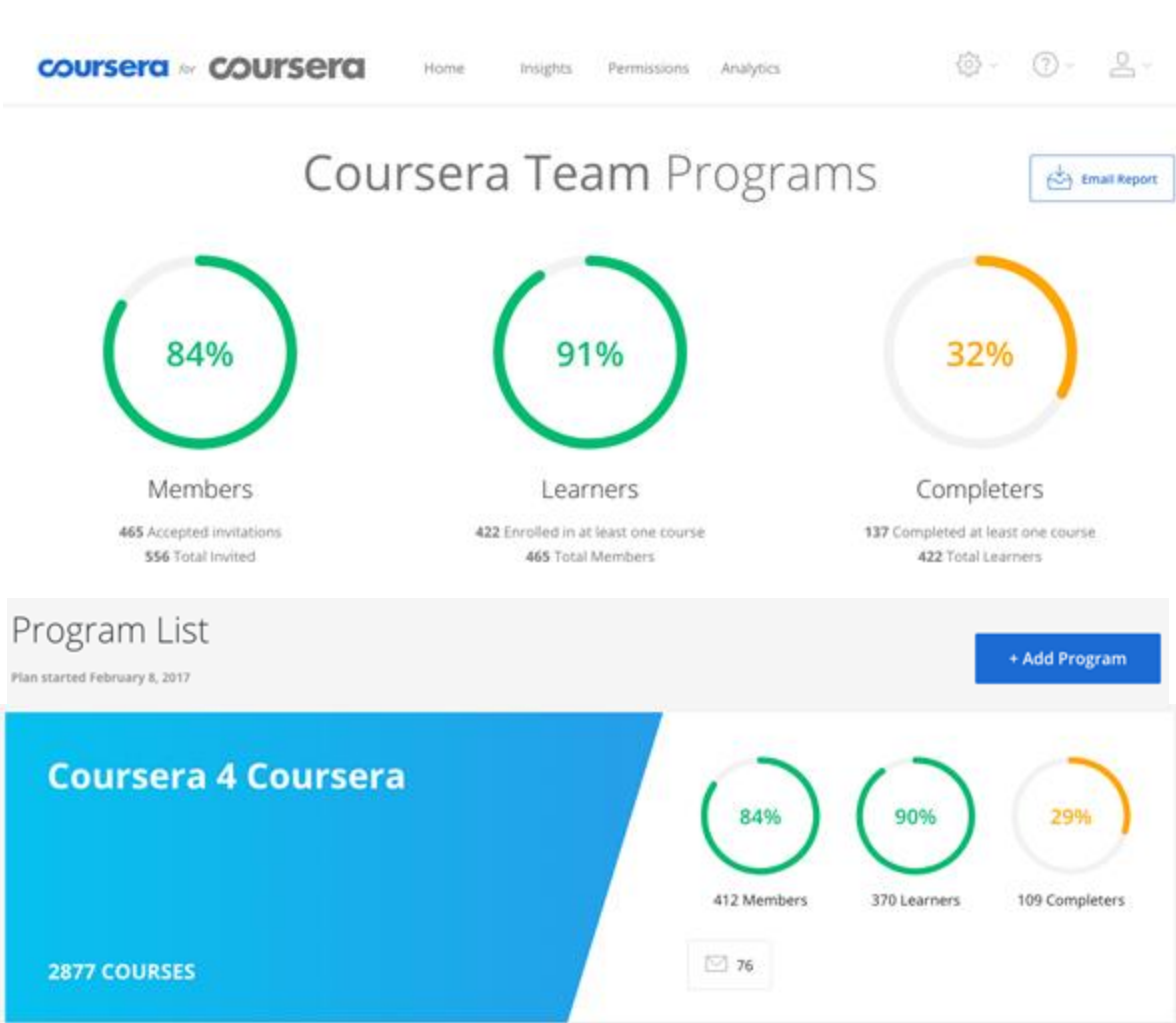 coursera for coursera Home Insights Permissions Analytics
Coursera Team Programs
Email Report
84%
Members
465 Accepted invitations
556 Total Invited
91%
Learners
422 Enrolled in at least one course
465 Total Members
32%
Completers
137 Completed at least one course
422 Total Learners
Program List
Plan started February 8, 2017
+ Add Program
Coursera 4 Coursera
2877 COURSES
84%
412 Members
90%
370 Learners
29%
109 Completers
76